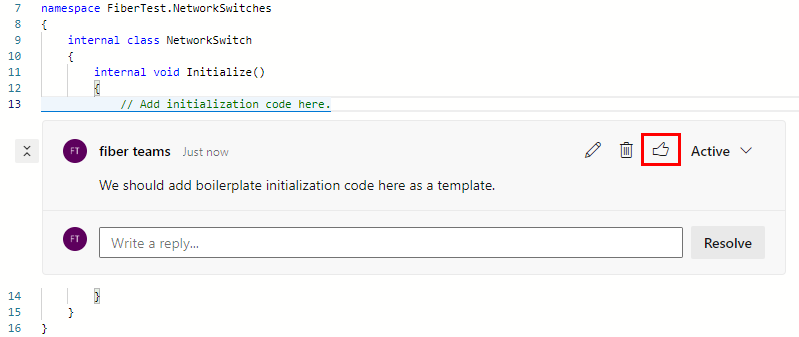 7 namespace FiberTest.NetworkSwitches
8 {
9 internal class NetworkSwitch
10 {
11 internal void Initialize()
12 {
13 // Add initialization code here.
FT fiber teams Just now Active
We should add boilerplate initialization code here as a template.
FT Write a reply... Resolve
14 }
15 }
16 }